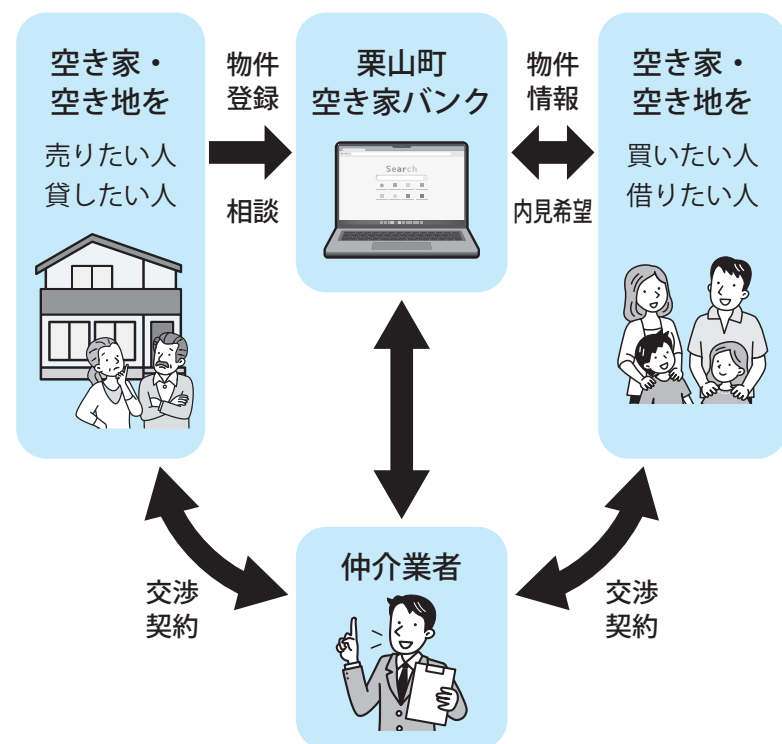 空き家・
空き地を
売りたい人
貸したい人
物件
登録
相談
栗山町
空き家バンク
Search
物件
情報
内見希望
空き家・
空き地を
買いたい人
借りたい人
交渉
契約
仲介業者
交渉
契約